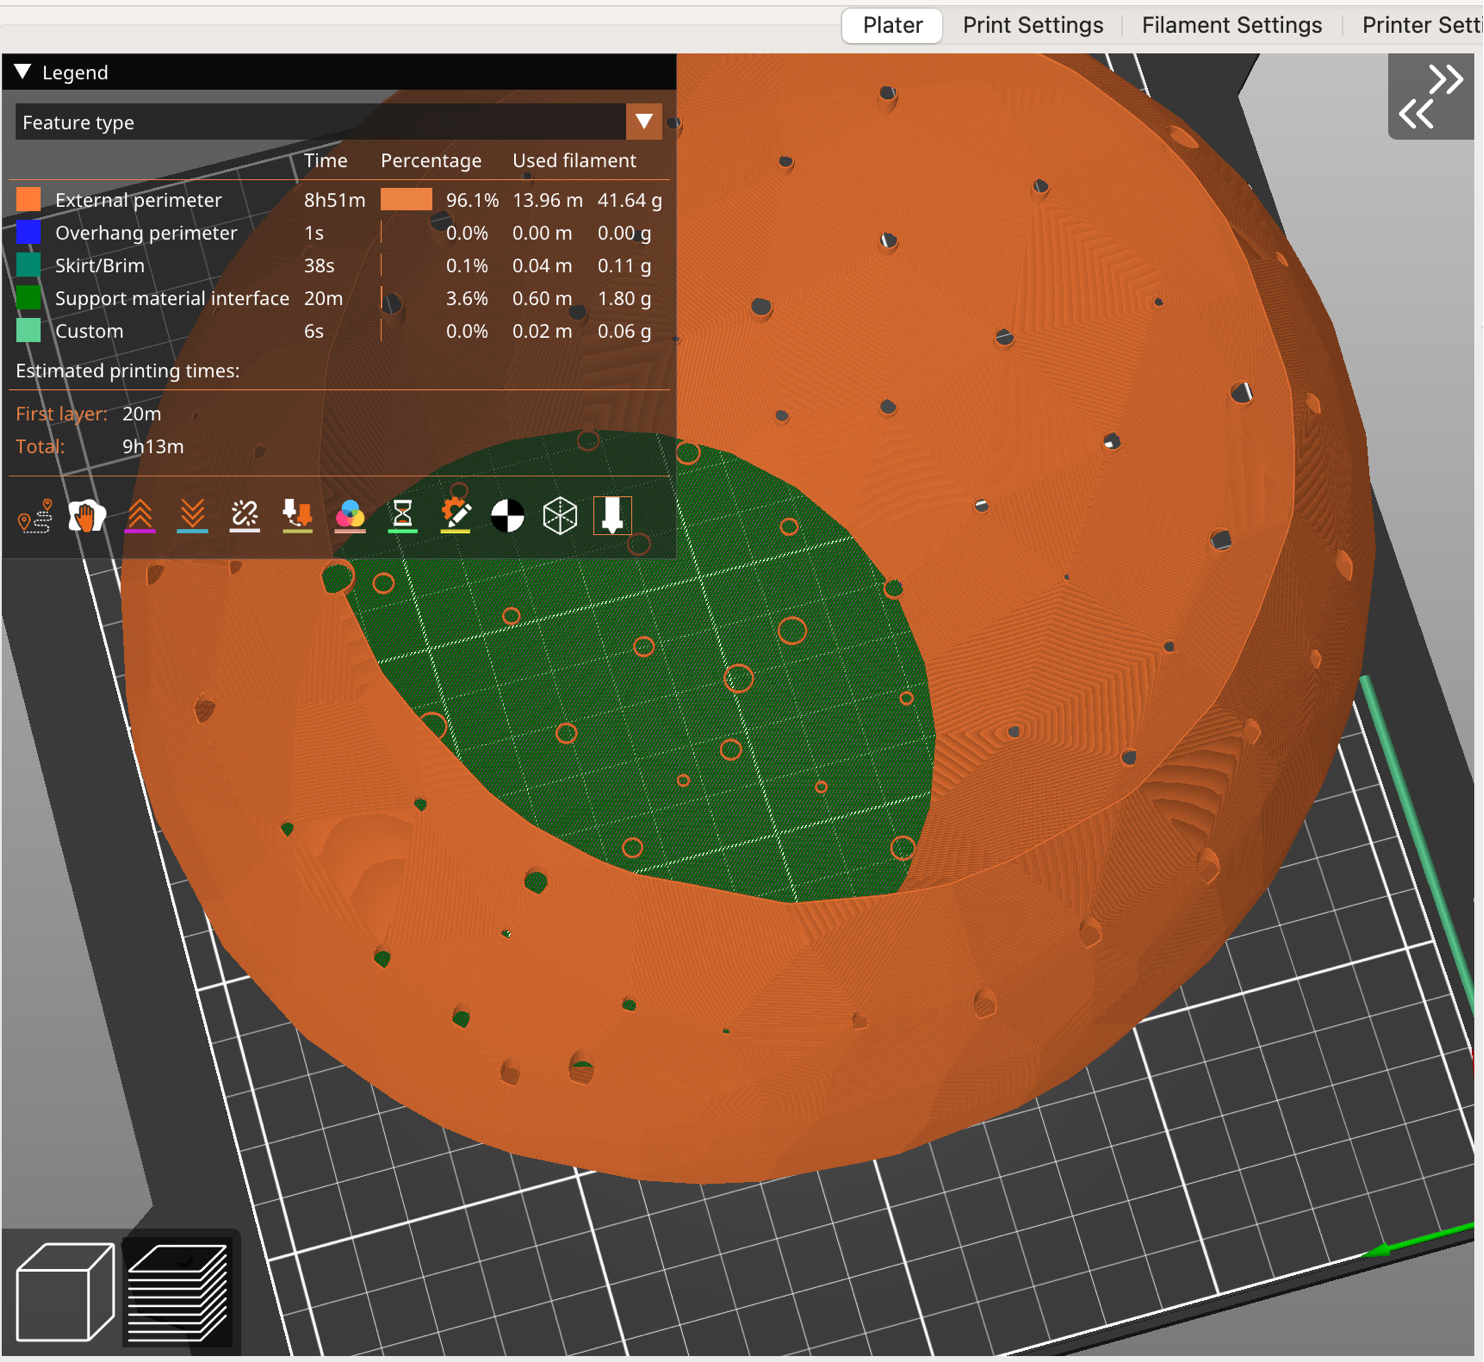 Plater Print Settings Filament Settings Printer Setti
Legend
Feature type
Time Percentage Used filament
External perimeter 8h51m 96.1% 13.96 m 41.64 g
Overhang perimeter 1s 0.0% 0.00 m 0.00 g
Skirt/Brim 38s 0.1% 0.04 m 0.11 g
Support material interface 20m 3.6% 0.60 m 1.80 g
Custom 6s 0.0% 0.02 m 0.06 g
Estimated printing times:
First layer: 20m
Total: 9h13m